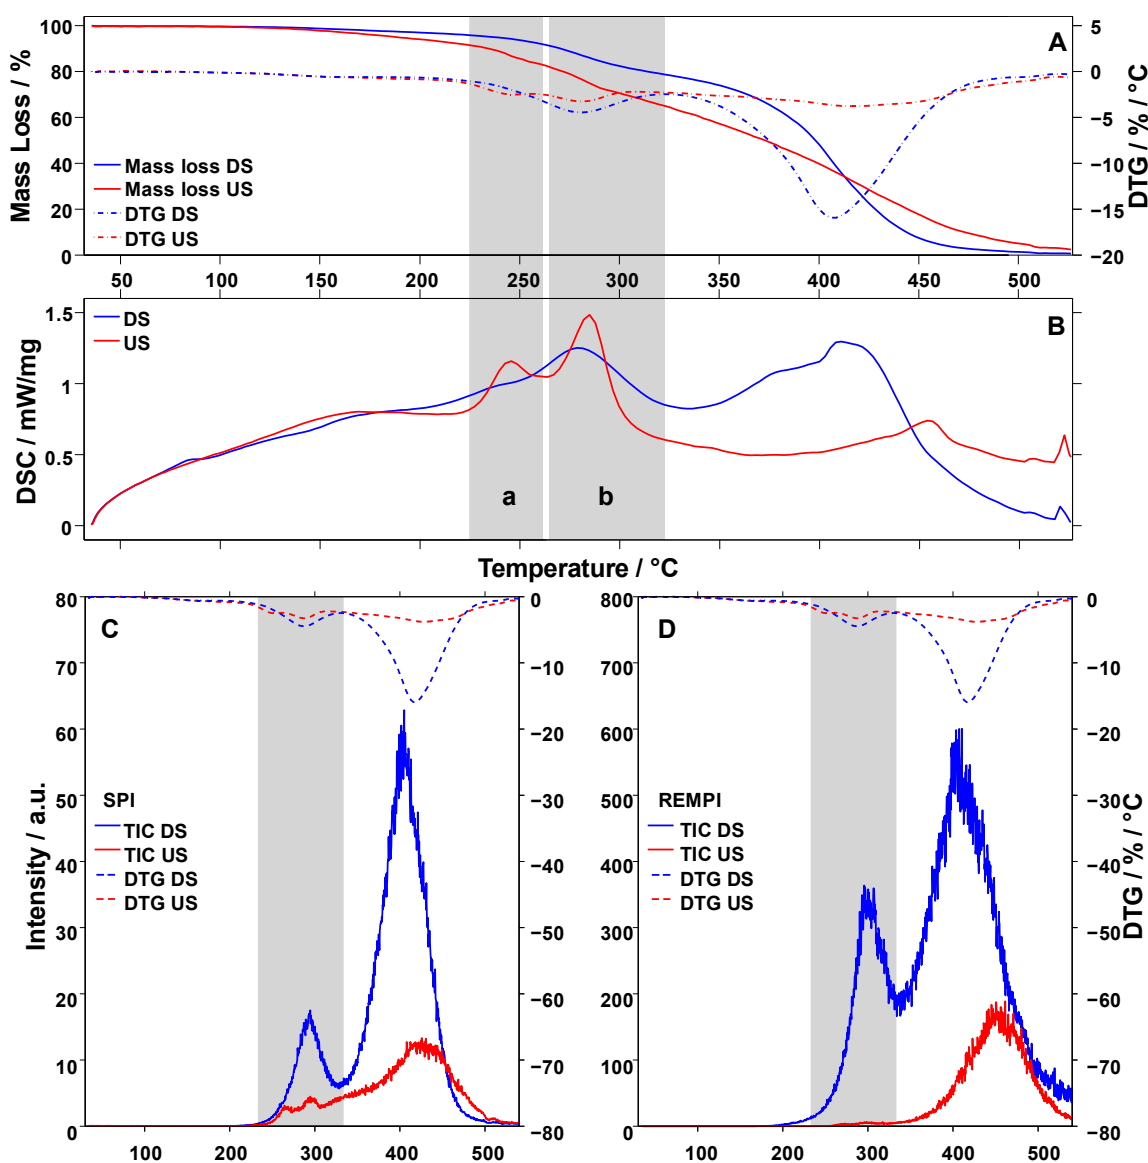 A
100
80
60
40
20
0
Mass Loss / %
5
0
−5
−10
−15
−20
DTG / % / °C
Mass loss DS
Mass loss US
DTG DS
DTG US
50 100 150 200 250 300 350 400 450 500
B
1.5
1
0.5
0
DSC / mW/mg
DS
US
a b
Temperature / °C
C
80
70
60
50
40
30
20
10
0
Intensity / a.u.
0
−10
−20
−30
−40
−50
−60
−70
−80
SPI
TIC DS
TIC US
DTG DS
DTG US
100 200 300 400 500
D
800
700
600
500
400
300
200
100
0
0
−10
−20
−30
−40
−50
−60
−70
−80
DTG / % / °C
REMPI
TIC DS
TIC US
DTG DS
DTG US
100 200 300 400 500